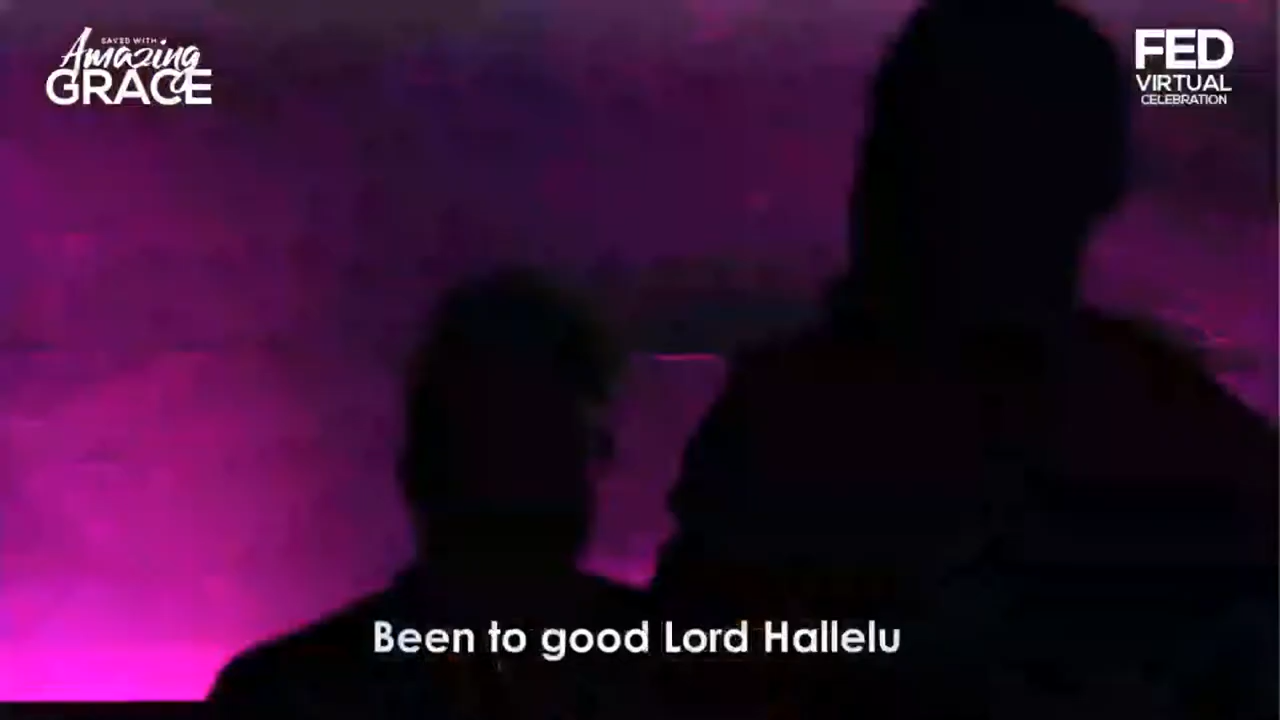 SAVED WITH
Amazing
GRACE
FED
VIRTUAL
CELEBRATION
Been to good Lord Hallelu